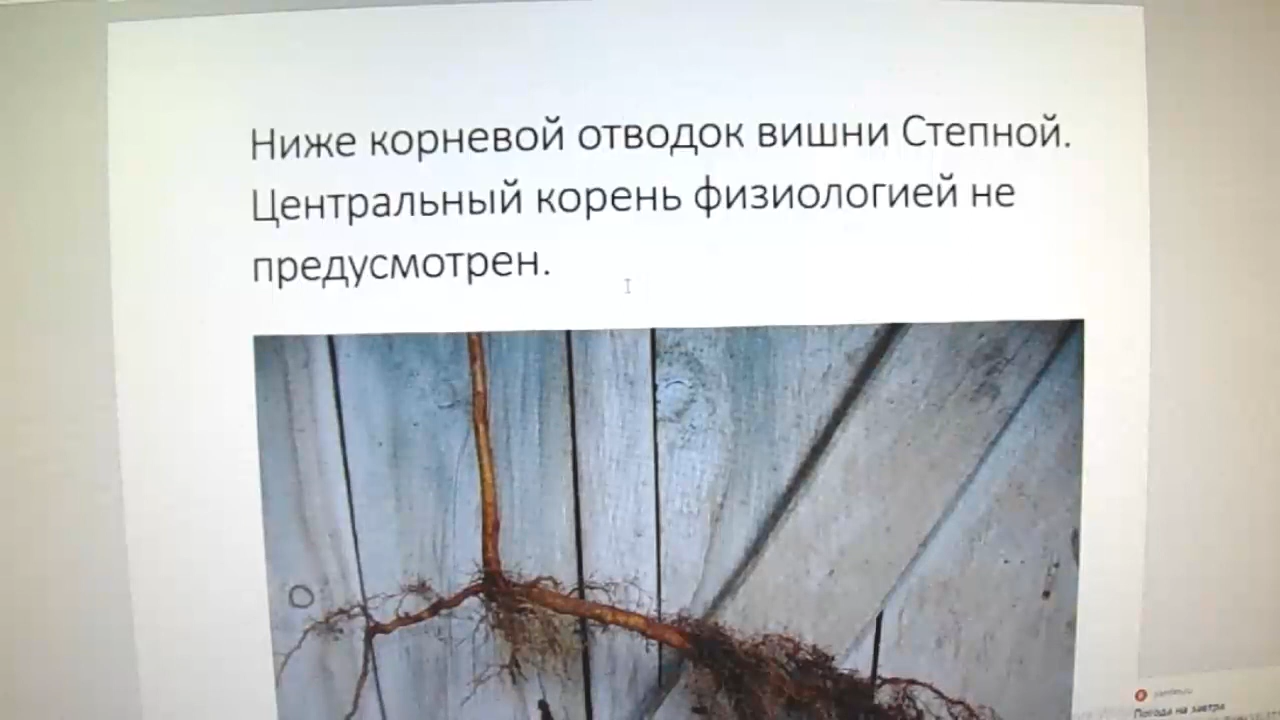 Ниже корневой отводок вишни Степной.
Центральный корень физиологией не
предусмотрен.
Погода на завтра